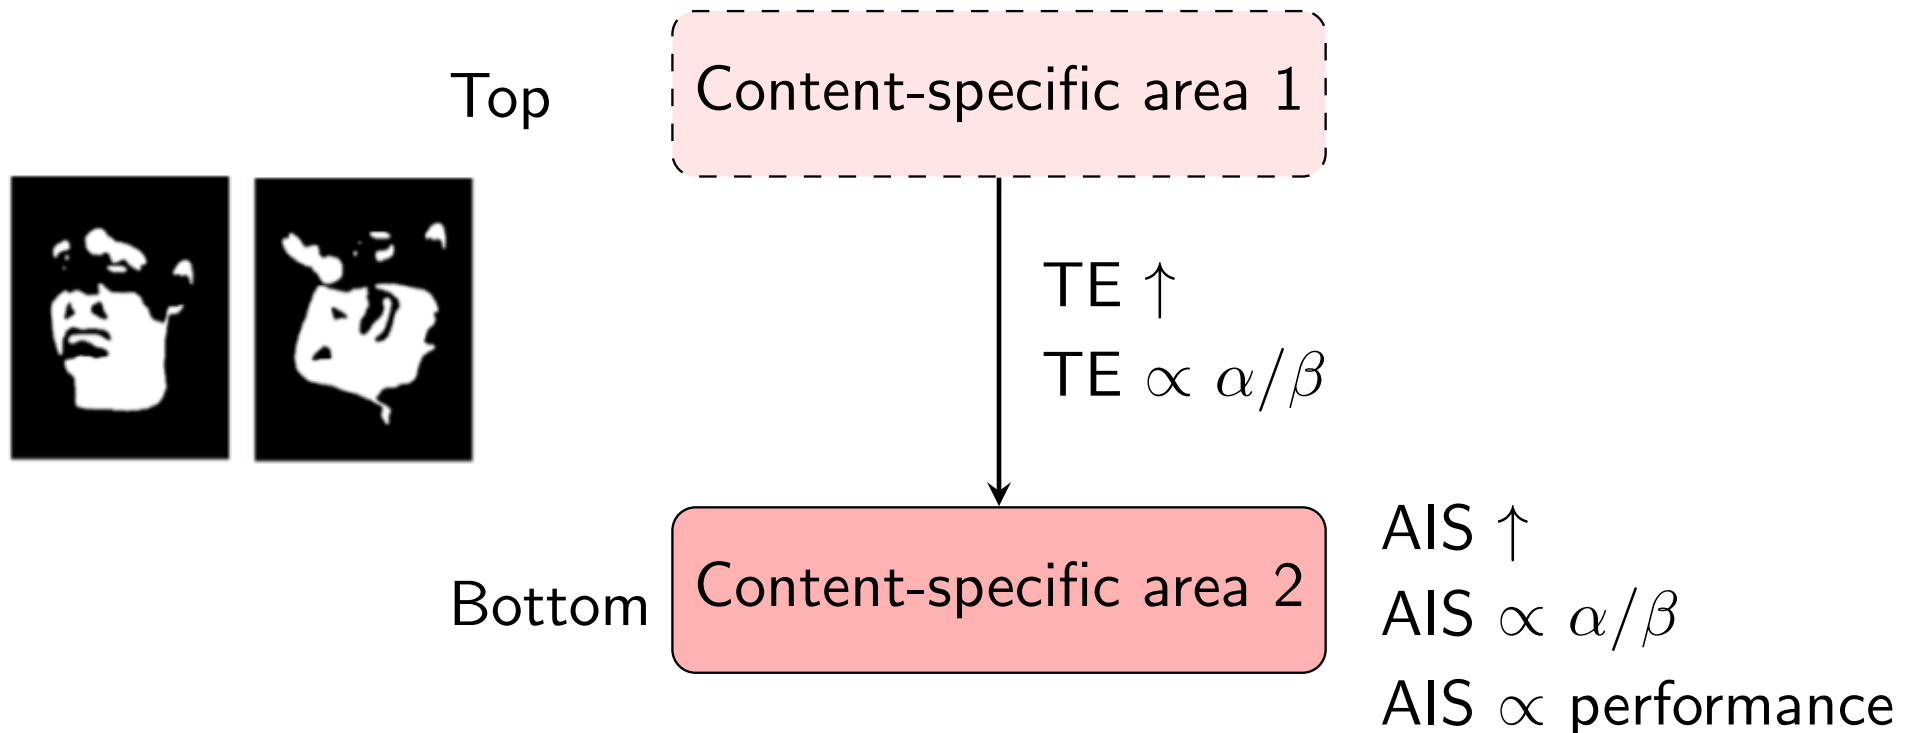 Top
Content-specific area 1
TE ↑
TE ∝ α/β
Bottom
Content-specific area 2
AIS ↑
AIS ∝ α/β
AIS ∝ performance